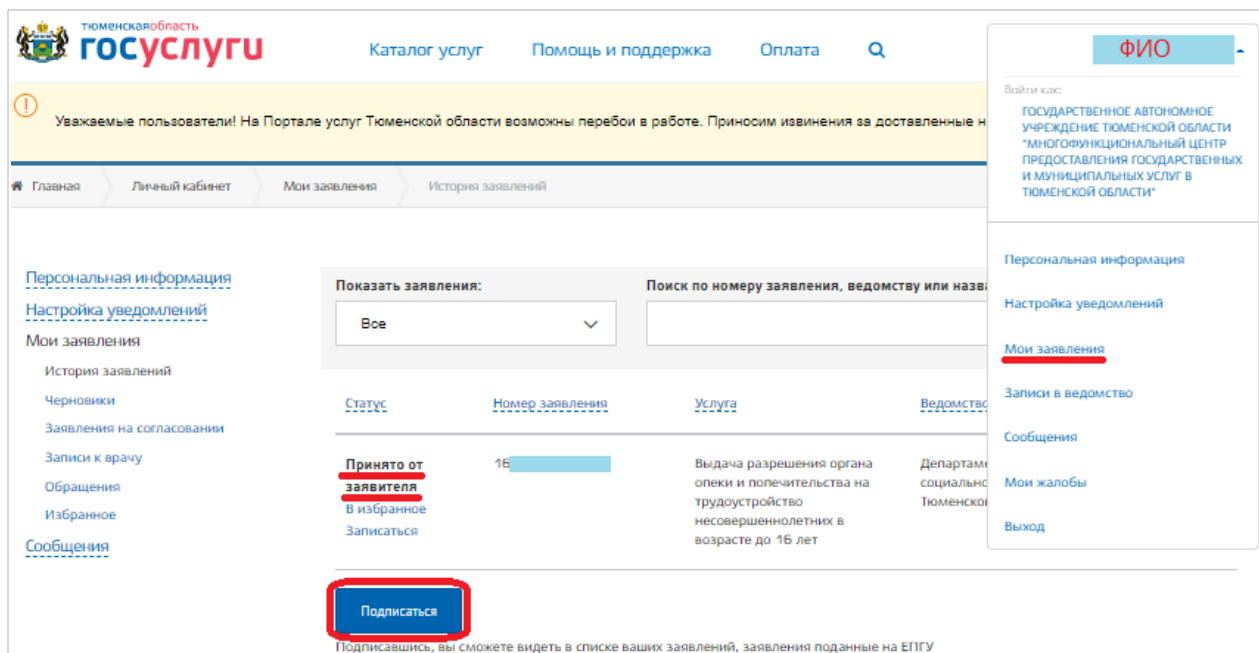 тюменскаяобласть
госуслуги
Каталог услуг
Помощь и поддержка
Оплата
ФИО
Уважаемые пользователи! На Портале услуг Тюменской области возможны перебои в работе. Приносим извинения за доставленные н
Войти как:
ГОСУДАРСТВЕННОЕ АВТОНОМНОЕ
УЧРЕЖДЕНИЕ ТЮМЕНСКОЙ ОБЛАСТИ
"МНОГОФУНКЦИОНАЛЬНЫЙ ЦЕНТР
ПРЕДОСТАВЛЕНИЯ ГОСУДАРСТВЕННЫХ
И МУНИЦИПАЛЬНЫХ УСЛУГ В
ТЮМЕНСКОЙ ОБЛАСТИ"
Персональная информация
Настройка уведомлений
Мои заявления
Записи в ведомство
Сообщения
Мои жалобы
Выход
Главная
Личный кабинет
Мои заявления
История заявлений
Персональная информация
Настройка уведомлений
Мои заявления
История заявлений
Черновики
Заявления на согласовании
Записи к врачу
Обращения
Избранное
Сообщения
Показать заявления:
Все
Поиск по номеру заявления, ведомству или назва
Статус
Номер заявления
Услуга
Ведомство
Принято от
заявителя
В избранное
Записаться
16
Выдача разрешения органа
опеки и попечительства на
трудоустройство
несовершеннолетних в
возрасте до 16 лет
Департаме
социально
Тюменской
Подписаться
Подписавшись, вы сможете видеть в списке ваших заявлений, заявления поданные на ЕПГУ